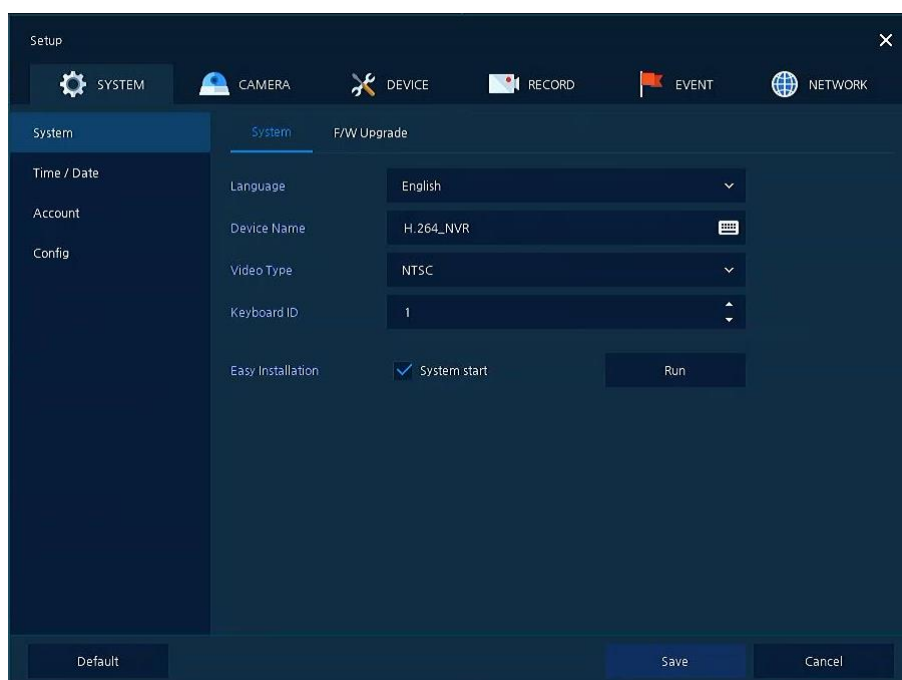 Setup
SYSTEM CAMERA DEVICE RECORD EVENT NETWORK
System
Time / Date
Account
Config
System F/W Upgrade
Language English
Device Name H.264_NVR
Video Type NTSC
Keyboard ID 1
Easy Installation System start Run
Default Save Cancel